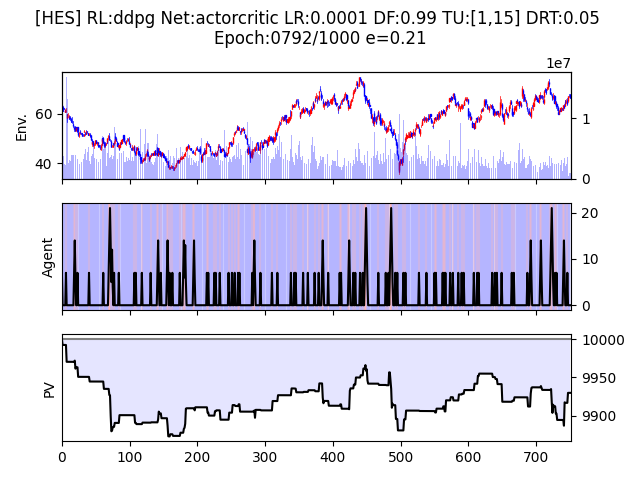 [HES] RL:ddpg Net:actorcritic LR:0.0001 DF:0.99 TU:[1,15] DRT:0.05
Epoch:0792/1000 e=0.21
1e7
Env.
60
40
1
0
Agent
20
10
0
PV
10000
9950
9900
0 100 200 300 400 500 600 700